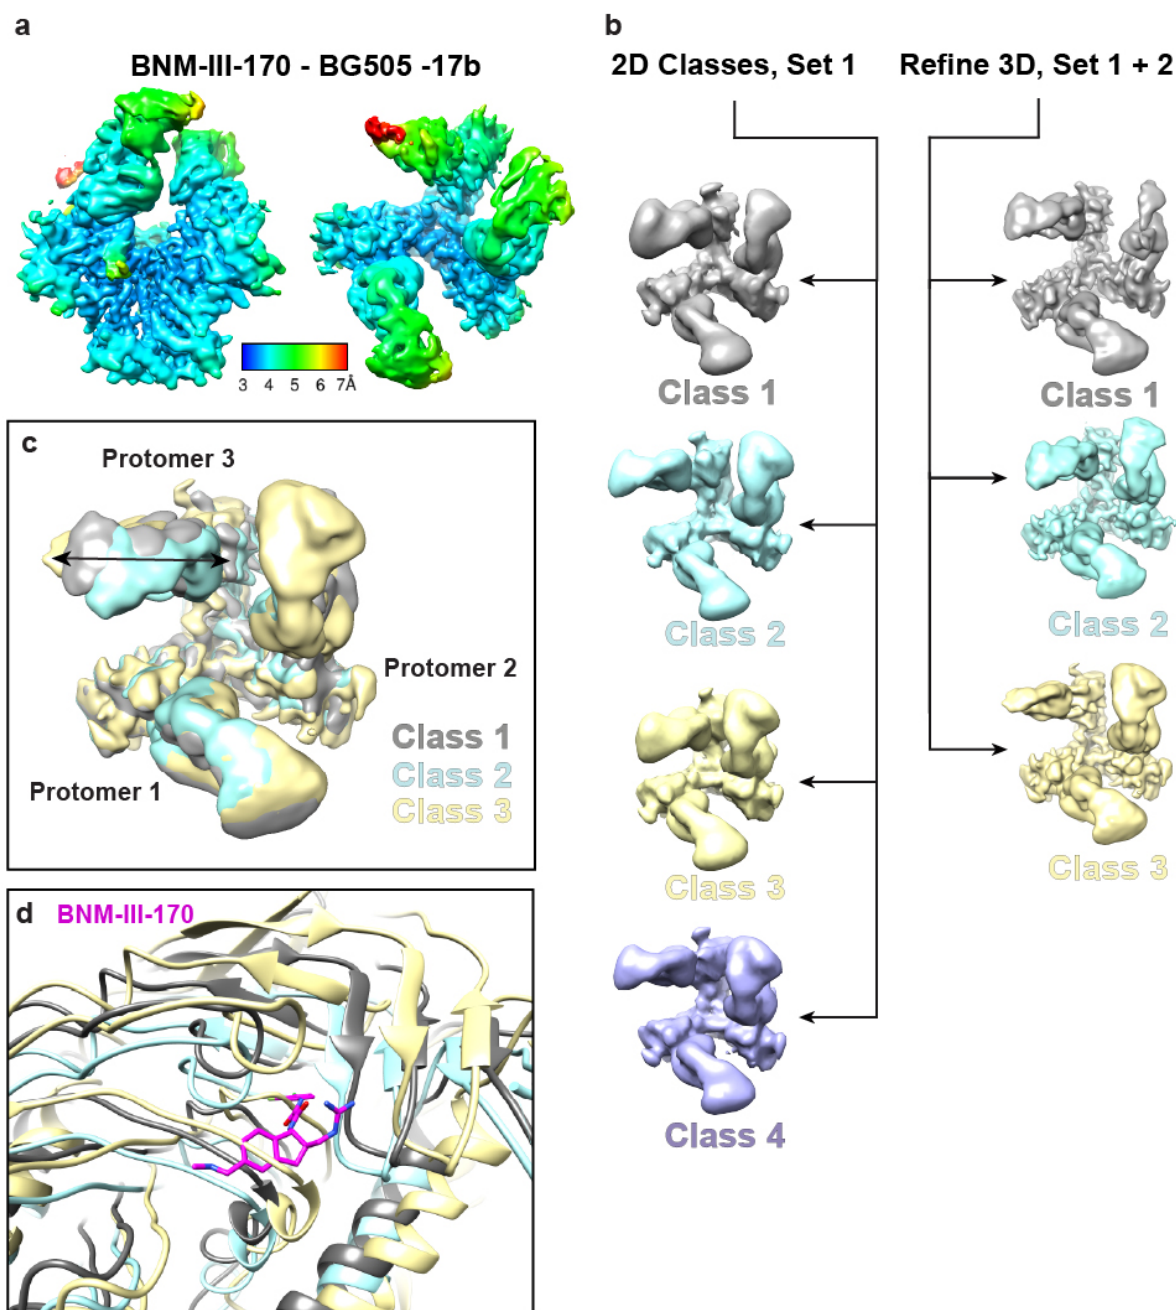 a
BNM-III-170 - BG505 -17b
3 4 5 6 7Å
b
2D Classes, Set 1
Refine 3D, Set 1 + 2
Class 1
Class 1
Class 2
Class 2
Class 3
Class 3
Class 4
c
Protomer 3
Protomer 2
Class 1
Class 2
Class 3
Protomer 1
d BNM-III-170